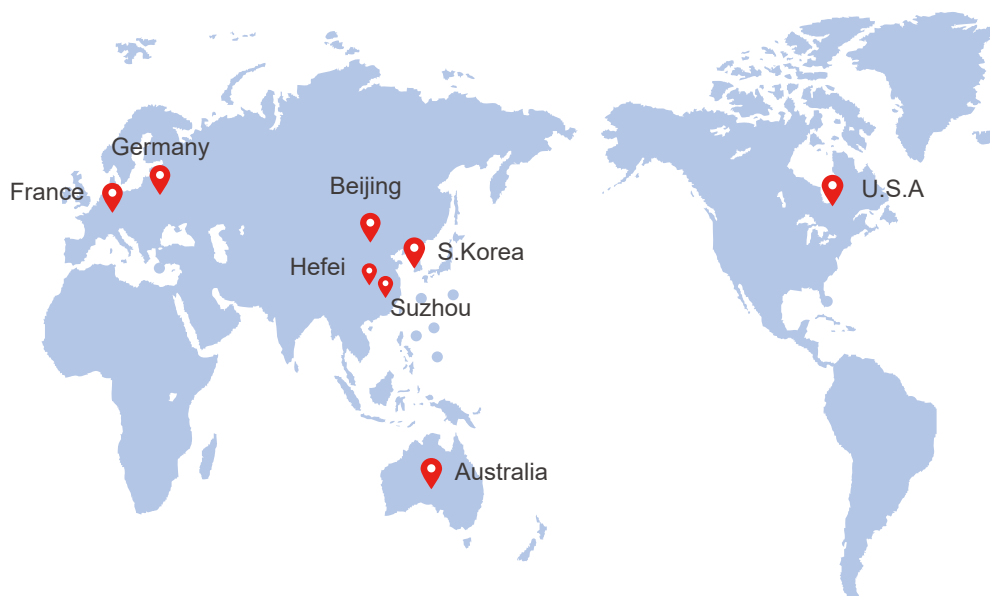 Germany
France
Beijing
U.S.A
S.Korea
Hefei
Suzhou
Australia